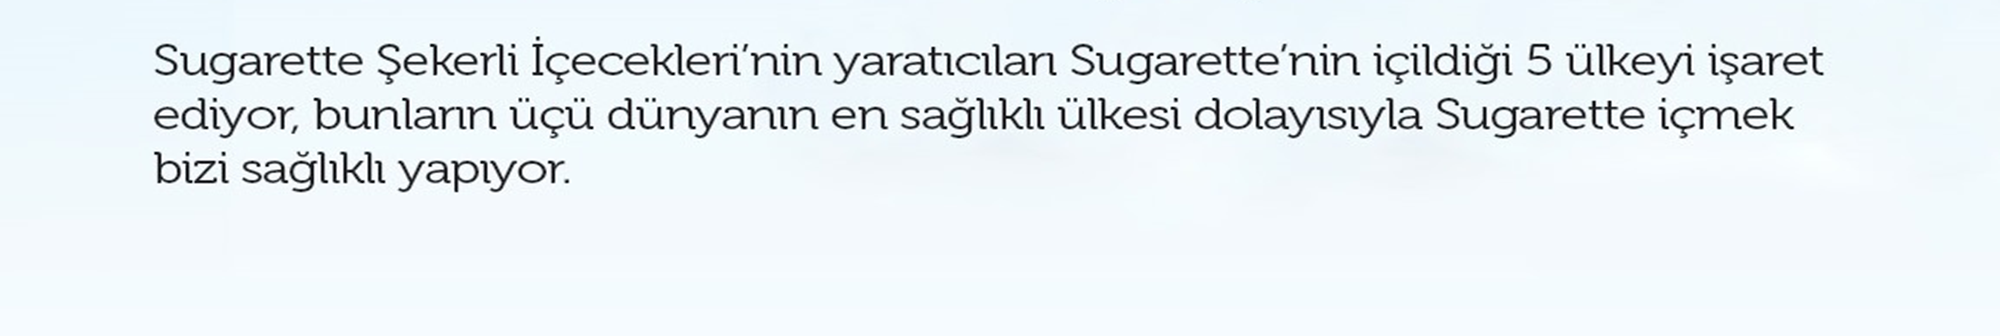 Sugarette Şekerli İçecekleri’nin yaratıcıları Sugarette’nin içildiği 5 ülkeyi işaret
ediyor, bunların üçü dünyanın en sağlıklı ülkesi dolayısıyla Sugarette içmek
bizi sağlıklı yapıyor.